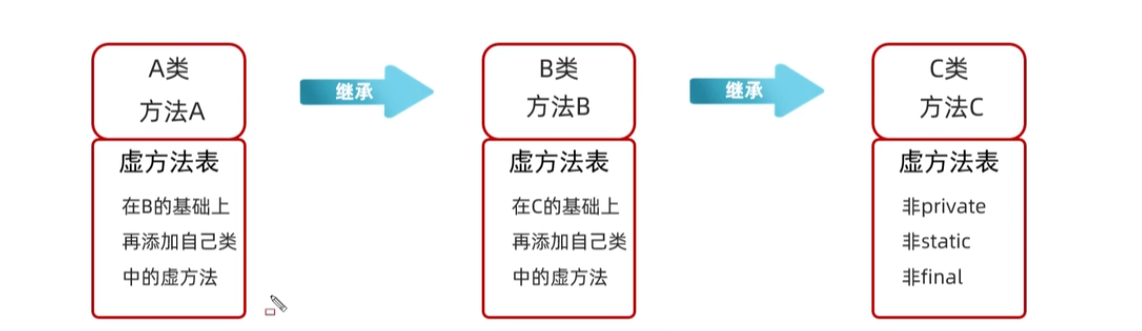 A类
方法A
继承
B类
方法B
继承
C类
方法C
虚方法表
在B的基础上
再添加自己类
中的虚方法
虚方法表
在C的基础上
再添加自己类
中的虚方法
虚方法表
非private
非static
非final